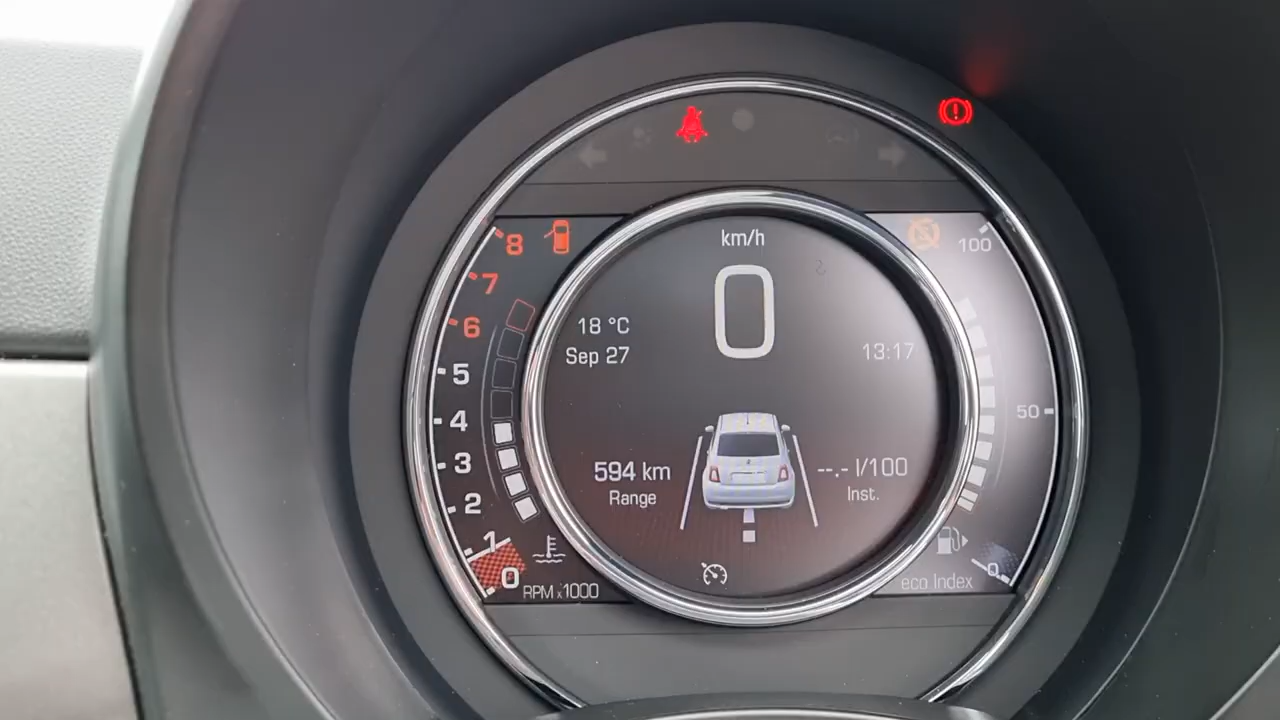 km/h
0
18 °C
Sep 27
13:17
594 km
Range
--.- l/100
Inst.
8
7
6
5
4
3
2
1
0
RPM x1000
100
50
0
eco Index